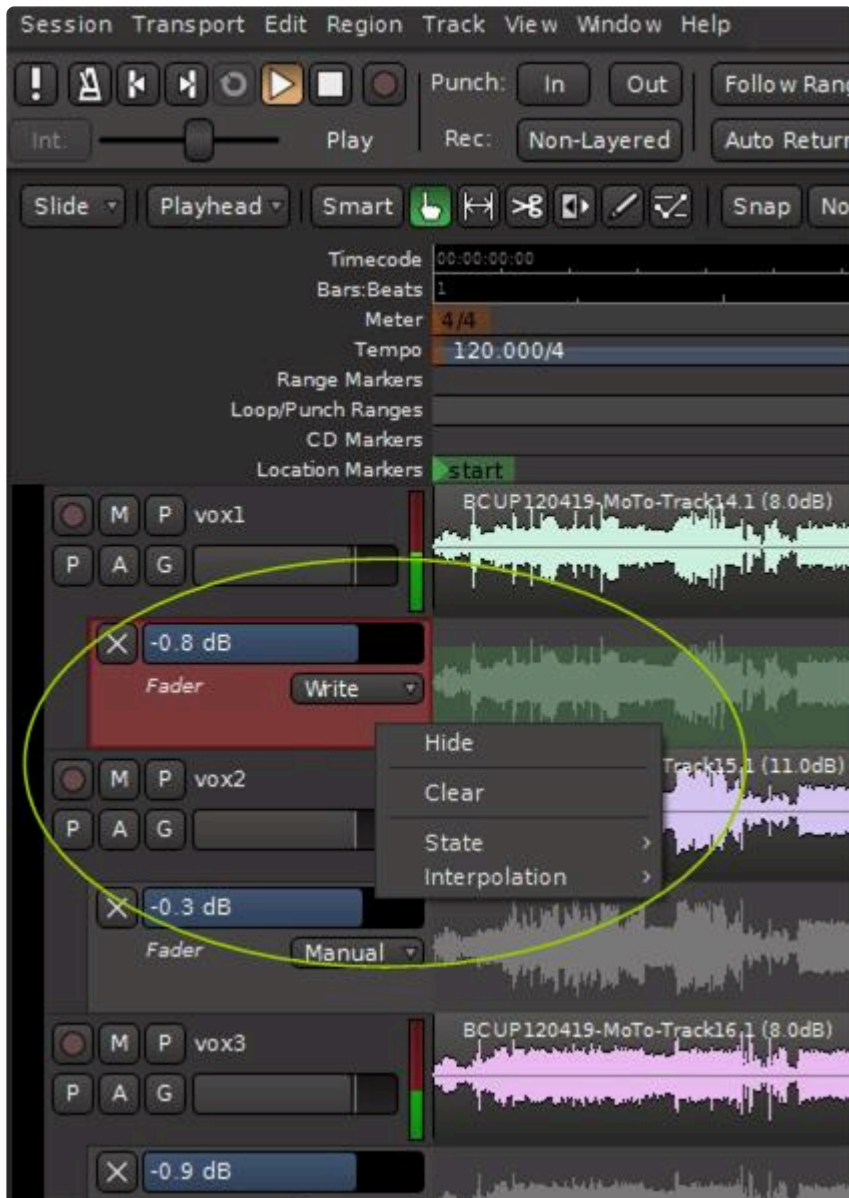 Session Transport Edit Region Track View Window Help
Punch: In Out Follow Rang
Int. Play Rec: Non-Layered Auto Return
Slide Playhead Smart Snap No
Timecode 00:00:00:00
Bars:Beats 1
Meter 4/4
Tempo 120.000/4
Range Markers
Loop/Punch Ranges
CD Markers
Location Markers start
M P vox1 BCUP120419-MoTo-Track14.1 (8.0dB)
P A G
-0.8 dB
Fader Write
Hide
M P vox2 Track15.1 (11.0dB)
Clear
P A G
State
Interpolation
-0.3 dB
Fader Manual
M P vox3 BCUP120419-MoTo-Track16.1 (8.0dB)
P A G
-0.9 dB